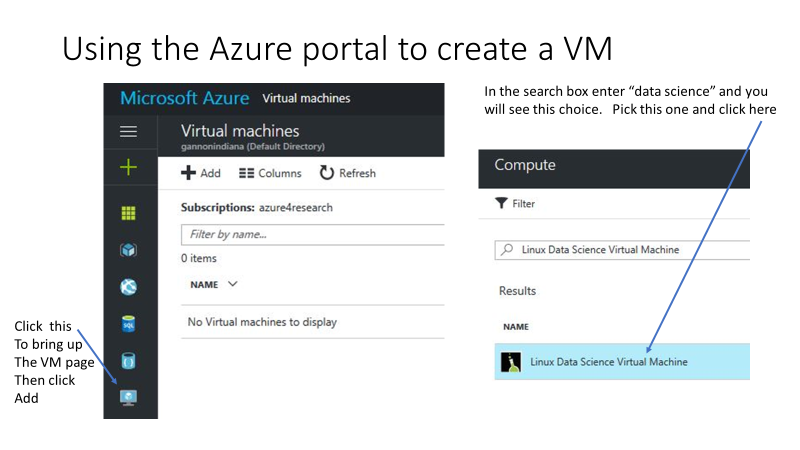 Using the Azure portal to create a VM
In the search box enter “data science” and you
will see this choice.   Pick this one and click here
Microsoft Azure Virtual machines
Virtual machines
gannonindiana (Default Directory)
Add Columns Refresh
Subscriptions: azure4research
Filter by name...
0 items
NAME
No Virtual machines to display
SQL
Click  this
To bring up
The VM page
Then click
Add
Compute
Filter
Linux Data Science Virtual Machine
Results
NAME
Linux Data Science Virtual Machine